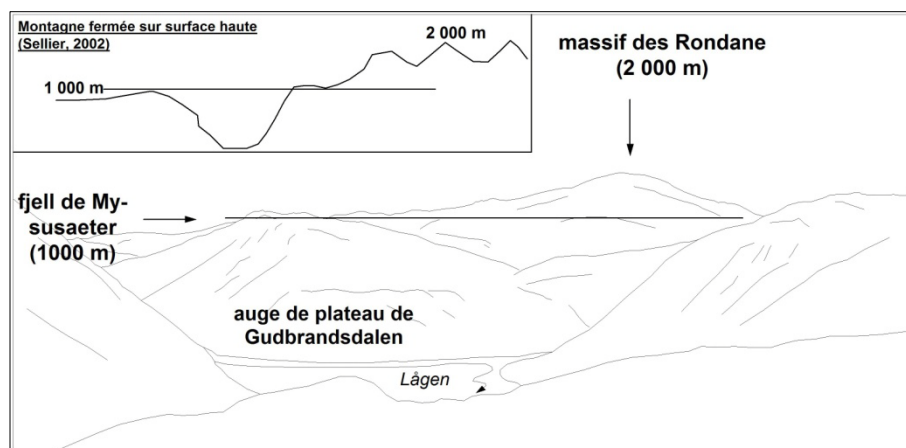 Montagne fermée sur surface haute
(Sellier, 2002)
2 000 m
1 000 m
massif des Rondane
(2 000 m)
fjell de My-
susaeter
(1000 m)
auge de plateau de
Gudbrandsdalen
Lågen